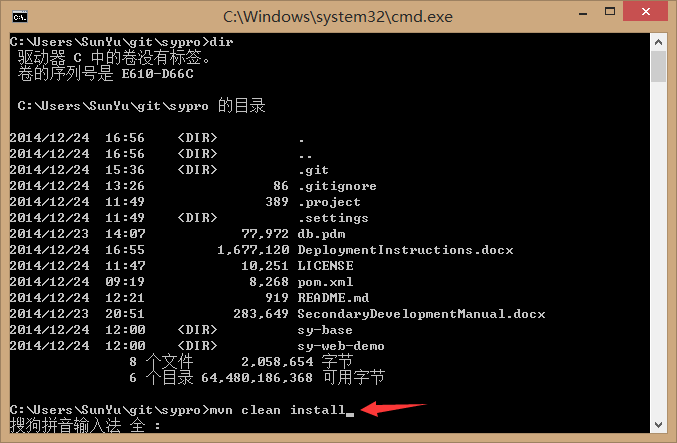 C:\Windows\system32\cmd.exe
C:\Users\SunYu\git\sypro>dir
驱动器 C 中的卷没有标签。
卷的序列号是 E610-D66C
C:\Users\SunYu\git\sypro 的目录
2014/12/24  16:56    <DIR>          .
2014/12/24  16:56    <DIR>          ..
2014/12/24  15:36    <DIR>          .git
2014/12/24  13:26                86 .gitignore
2014/12/24  11:49               389 .project
2014/12/24  11:49    <DIR>          .settings
2014/12/23  14:07            77,972 db.pdm
2014/12/24  16:55         1,677,120 DeploymentInstructions.docx
2014/12/24  11:47            10,251 LICENSE
2014/12/24  09:19             8,268 pom.xml
2014/12/24  12:21               919 README.md
2014/12/23  20:51           283,649 SecondaryDevelopmentManual.docx
2014/12/24  12:00    <DIR>          sy-base
2014/12/24  12:00    <DIR>          sy-web-demo
8 个文件      2,058,654 字节
6 个目录 64,480,186,368 可用字节
C:\Users\SunYu\git\sypro>mvn clean install
搜狗拼音输入法 全 :